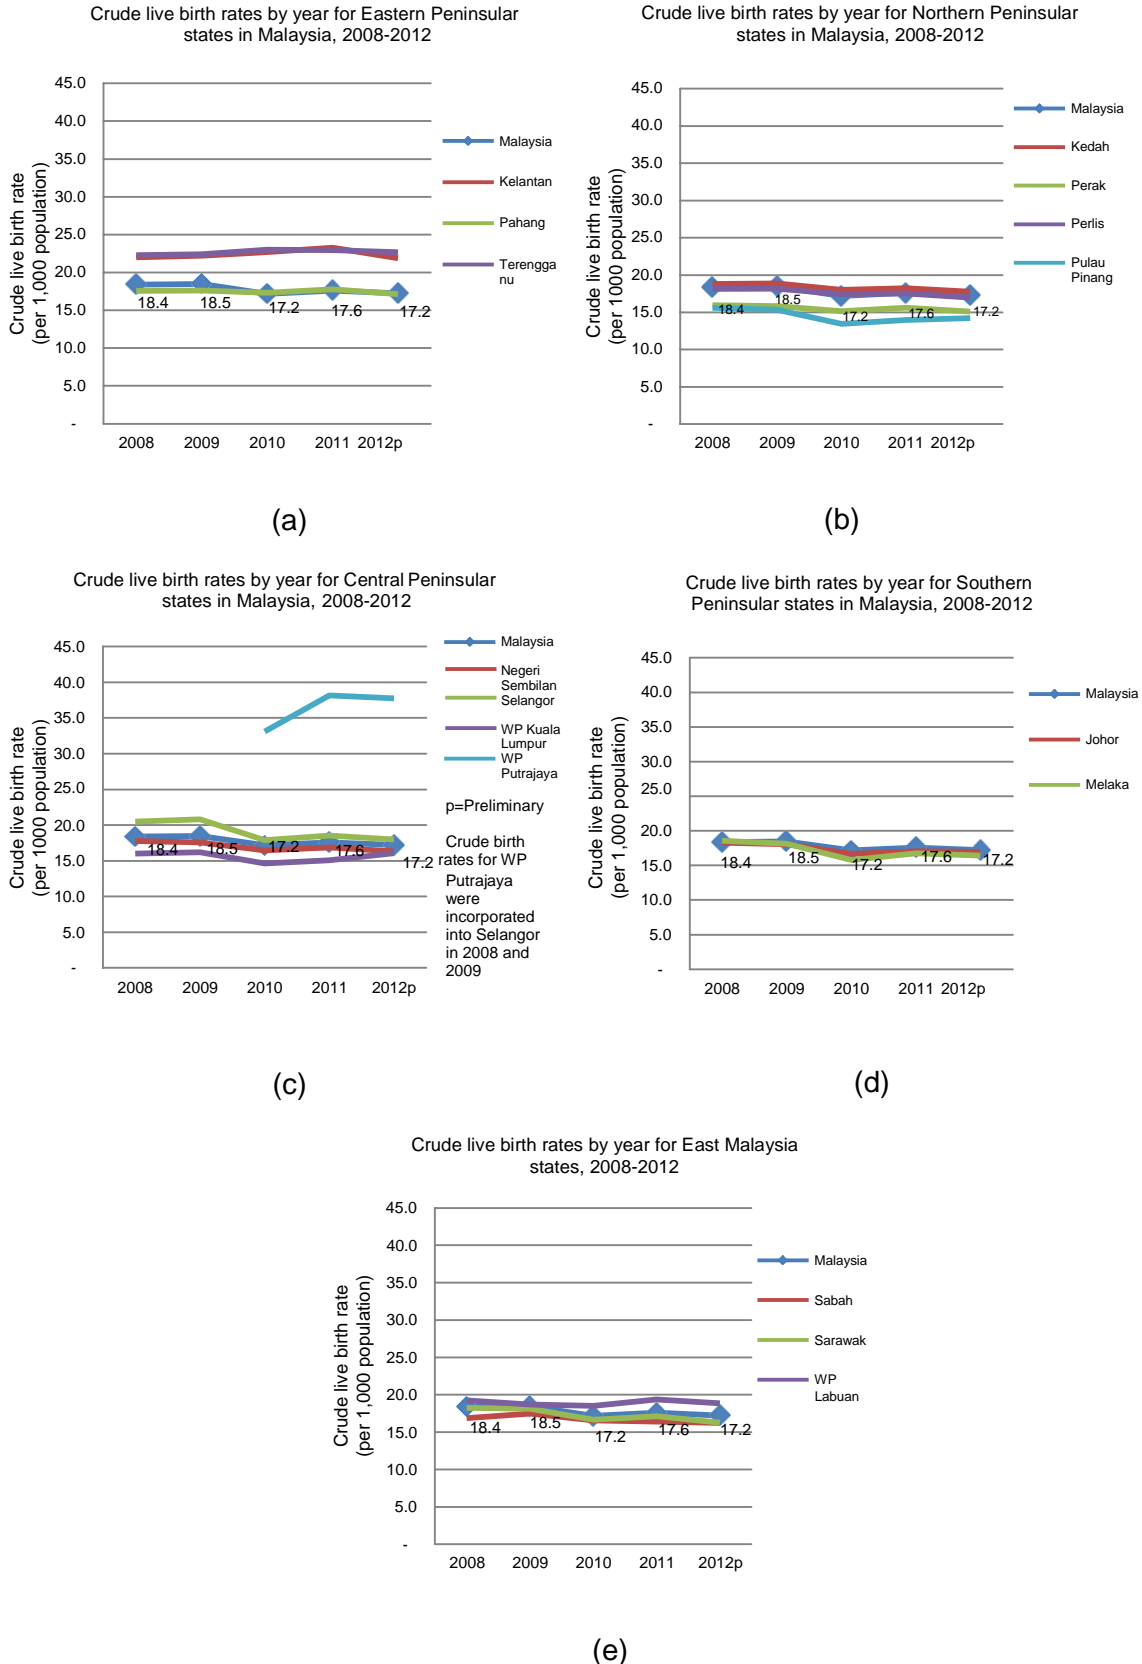 Crude live birth rates by year for Eastern Peninsular
states in Malaysia, 2008-2012
Crude live birth rate
(per 1,000 population)
45.0
40.0
35.0
30.0
25.0
20.0
15.0
10.0
5.0
-
18.4
18.5
17.2
17.6
17.2
2008
2009
2010
2011
2012p
Malaysia
Kelantan
Pahang
Terengga
nu
(a)
Crude live birth rates by year for Northern Peninsular
states in Malaysia, 2008-2012
Crude live birth rate
(per 1000 population)
45.0
40.0
35.0
30.0
25.0
20.0
15.0
10.0
5.0
-
18.4
18.5
17.2
17.6
17.2
2008
2009
2010
2011
2012p
Malaysia
Kedah
Perak
Perlis
Pulau
Pinang
(b)
Crude live birth rates by year for Central Peninsular
states in Malaysia, 2008-2012
Crude live birth rate
(per 1000 population)
45.0
40.0
35.0
30.0
25.0
20.0
15.0
10.0
5.0
-
18.4
18.5
17.2
17.6
17.2
2008
2009
2010
2011
2012p
Malaysia
Negeri
Sembilan
Selangor
WP Kuala
Lumpur
WP
Putrajaya
p=Preliminary
Crude birth
rates for WP
Putrajaya
were
incorporated
into Selangor
in 2008 and
2009
(c)
Crude live birth rates by year for Southern
Peninsular states in Malaysia, 2008-2012
Crude live birth rate
(per 1,000 population)
45.0
40.0
35.0
30.0
25.0
20.0
15.0
10.0
5.0
-
18.4
18.5
17.2
17.6
17.2
2008
2009
2010
2011
2012p
Malaysia
Johor
Melaka
(d)
Crude live birth rates by year for East Malaysia
states, 2008-2012
Crude live birth rate
(per 1,000 population)
45.0
40.0
35.0
30.0
25.0
20.0
15.0
10.0
5.0
-
18.4
18.5
17.2
17.6
17.2
2008
2009
2010
2011
2012p
Malaysia
Sabah
Sarawak
WP
Labuan
(e)